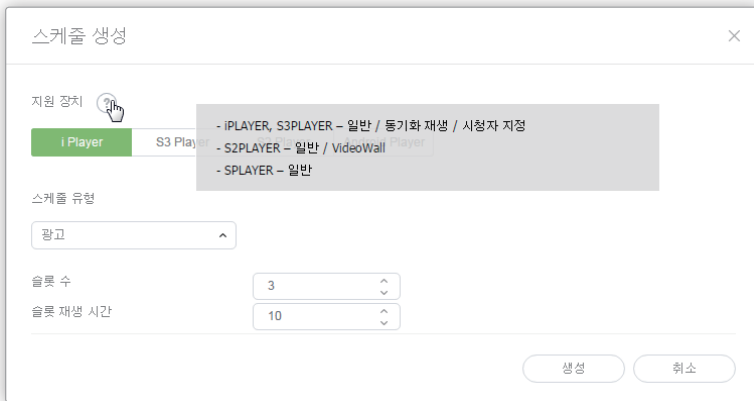 스케줄 생성
지원 장치 ?
- iPLAYER, S3PLAYER – 일반 / 동기화 재생 / 시청자 지정
i Player S3 Player Player
- S2PLAYER – 일반 / VideoWall
- SPLAYER – 일반
스케줄 유형
광고
슬롯 수 3
슬롯 재생 시간 10
생성 취소